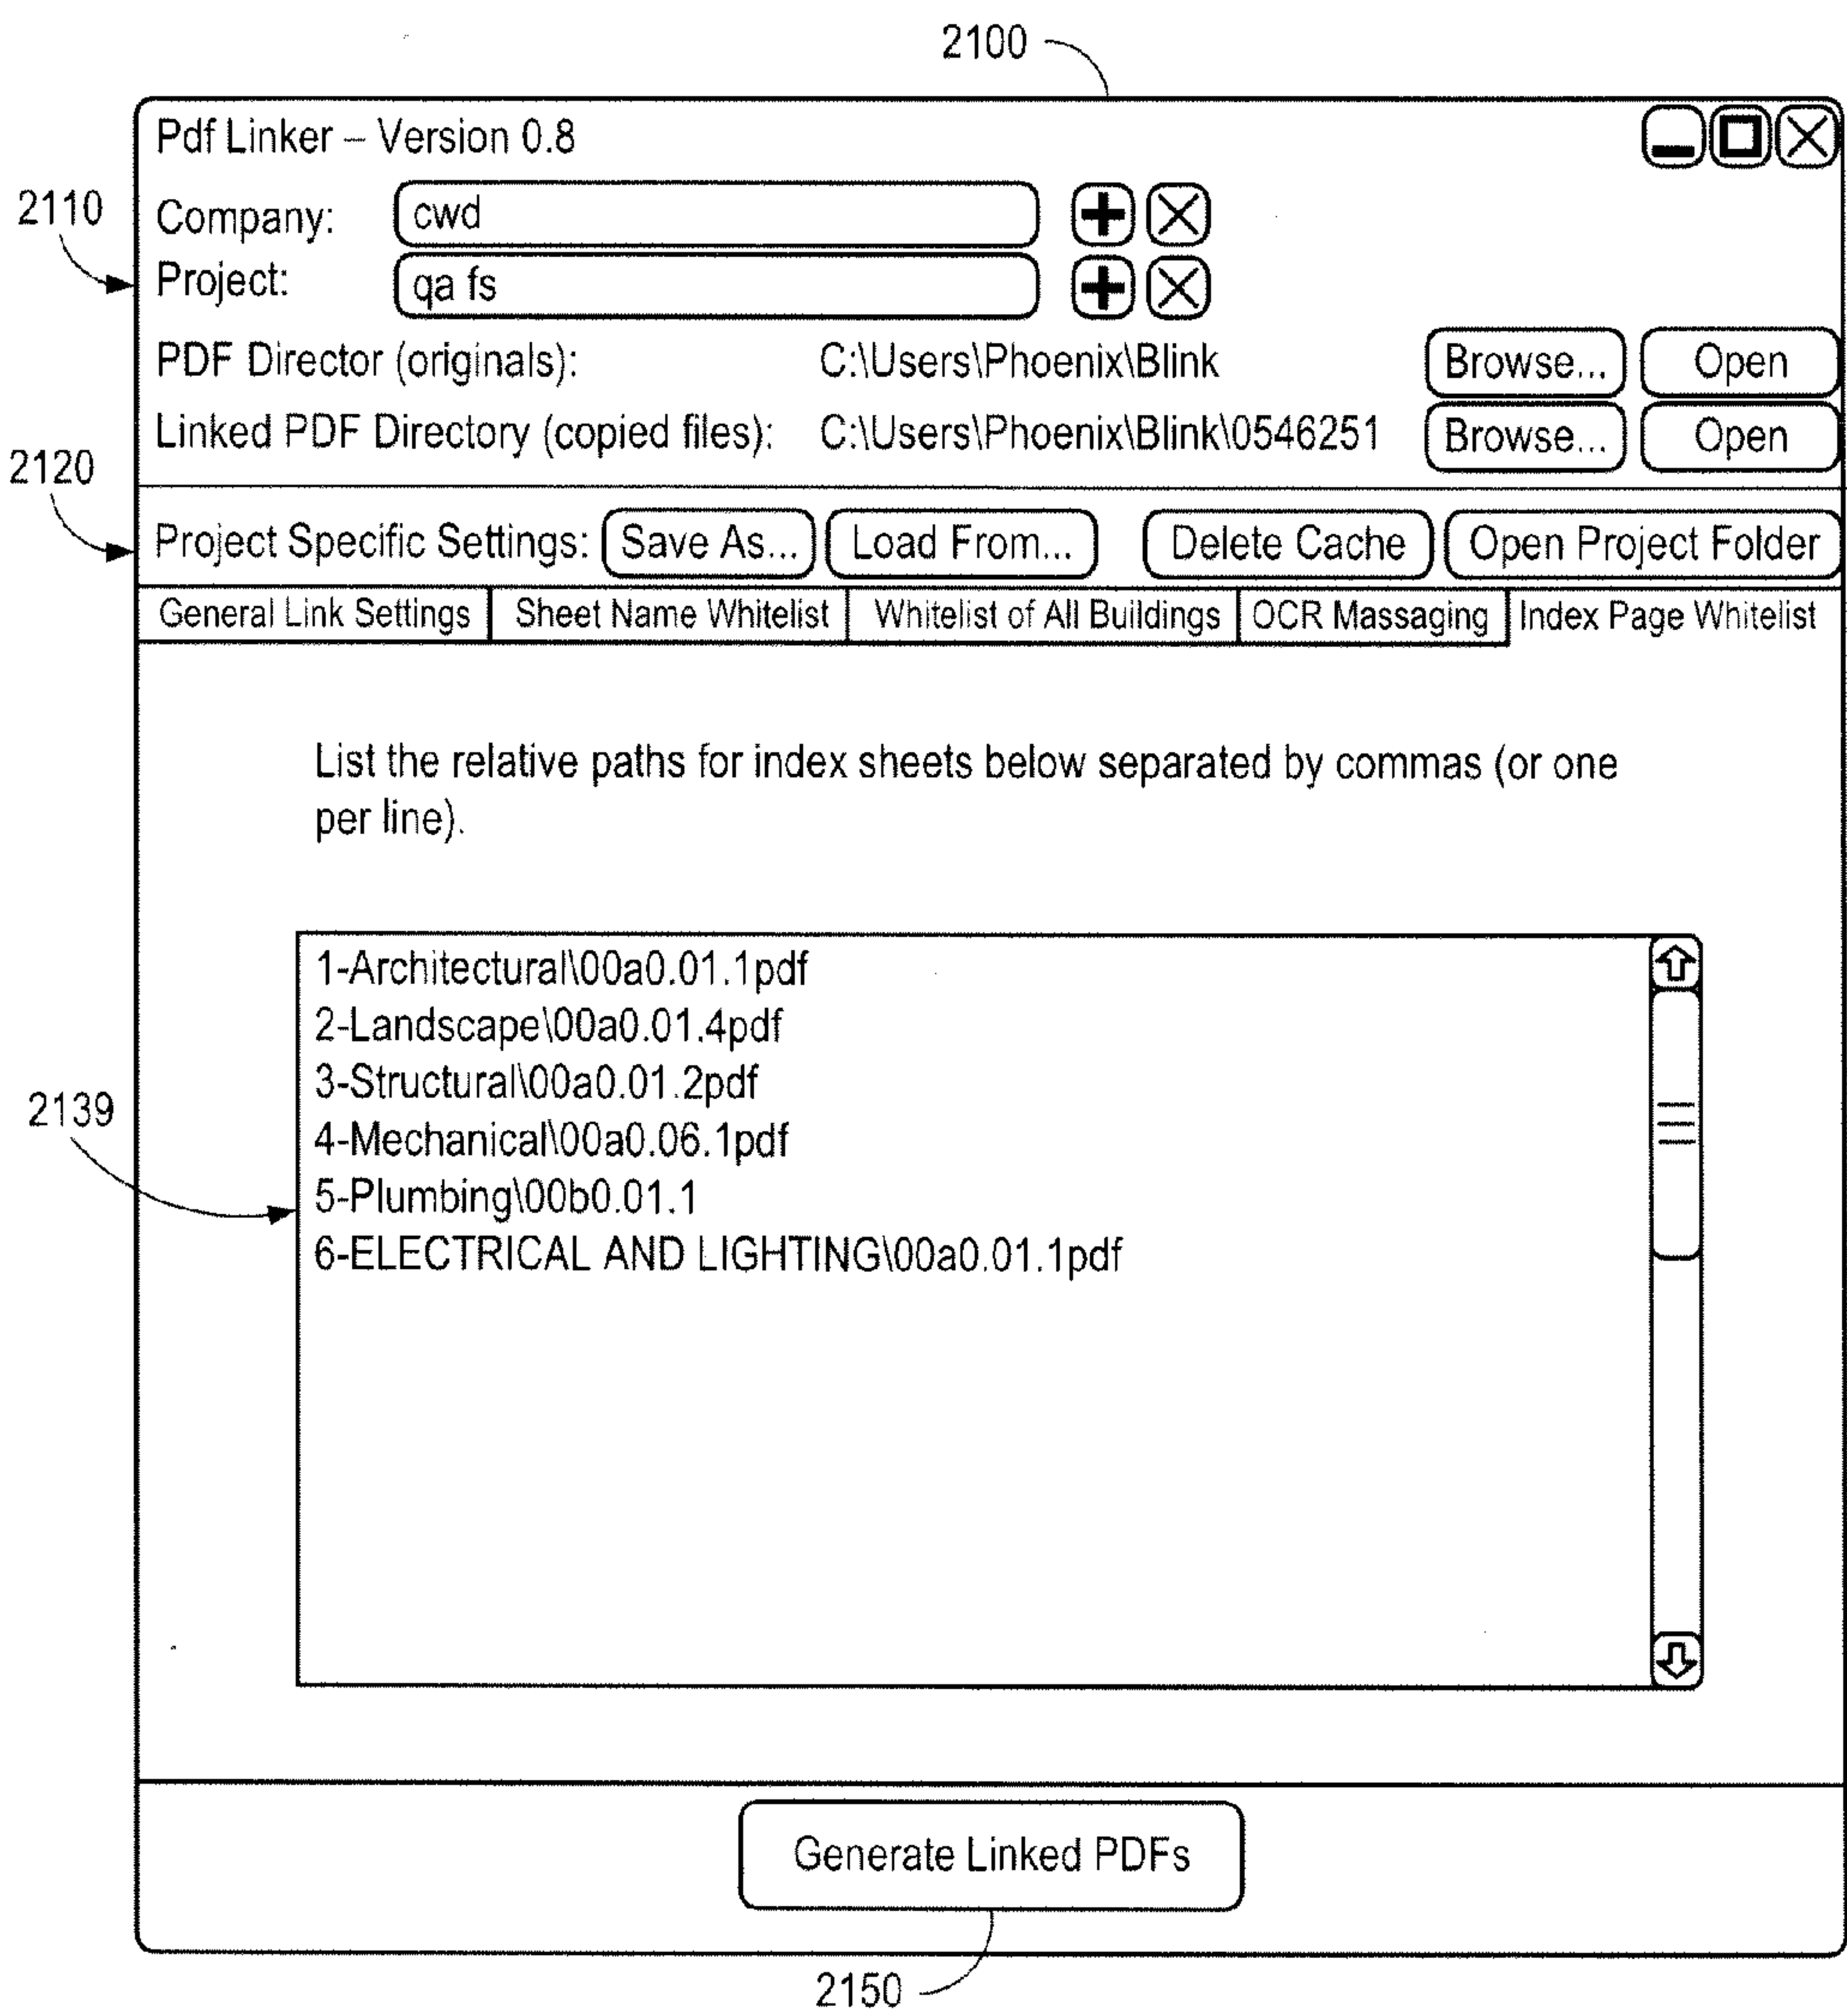 2100
Pdf Linker – Version 0.8
2110
Company: cwd
Project: qa fs
PDF Director (originals): C:\Users\Phoenix\Blink Browse... Open
Linked PDF Directory (copied files): C:\Users\Phoenix\Blink\0546251 Browse... Open
2120
Project Specific Settings: Save As... Load From... Delete Cache Open Project Folder
General Link Settings Sheet Name Whitelist Whitelist of All Buildings OCR Massaging Index Page Whitelist
List the relative paths for index sheets below separated by commas (or one
per line).
1-Architectural\00a0.01.1pdf
2-Landscape\00a0.01.4pdf
3-Structural\00a0.01.2pdf
2139
4-Mechanical\00a0.06.1pdf
5-Plumbing\00b0.01.1
6-ELECTRICAL AND LIGHTING\00a0.01.1pdf
Generate Linked PDFs
2150